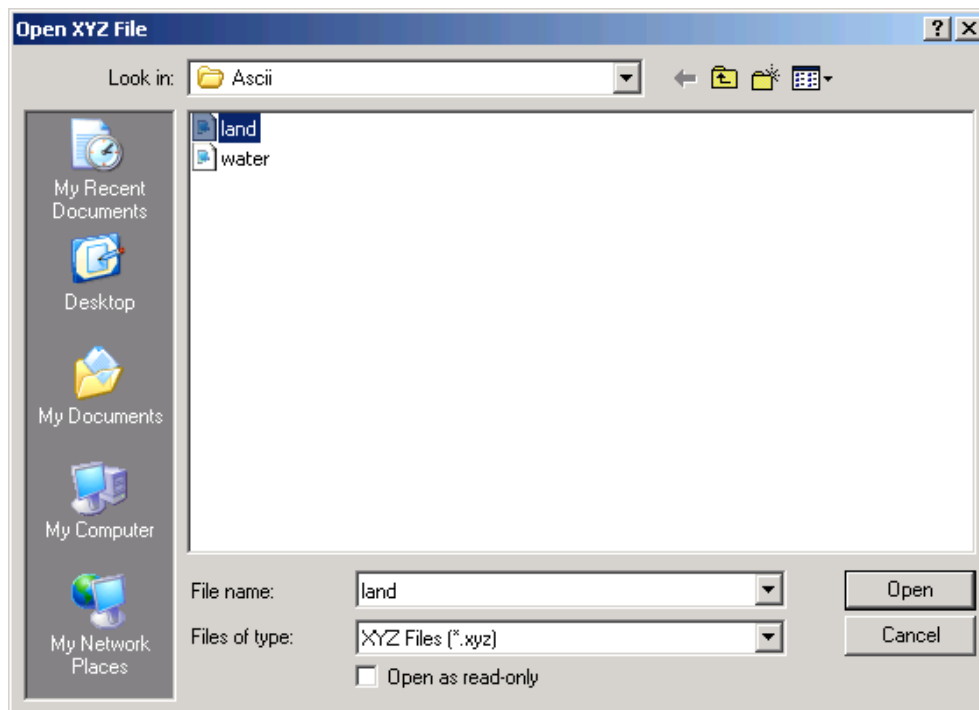 Open XYZ File
Look in: Ascii
land
water
My Recent
Documents
Desktop
My Documents
My Computer
My Network
Places
File name: land Open
Files of type: XYZ Files (*.xyz) Cancel
Open as read-only